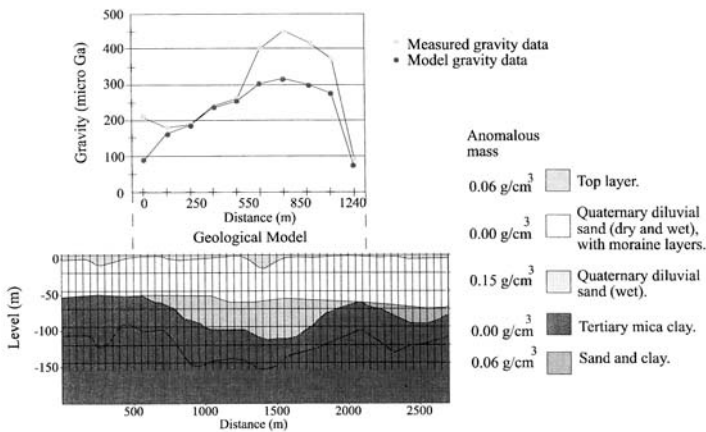 450
400
300
200
100
0
Gravity (micro Ga)
0
250
550
850
1240
Distance (m)
Measured gravity data
Model gravity data
Geological Model
0
-50
-100
-150
Level (m)
500
1000
1500
2000
2500
Distance (m)
Anomalous
mass
0.06 g/cm³
Top layer.
0.00 g/cm³
Quaternary diluvial
sand (dry and wet),
with moraine layers.
0.15 g/cm³
Quaternary diluvial
sand (wet).
0.00 g/cm³
Tertiary mica clay.
0.06 g/cm³
Sand and clay.